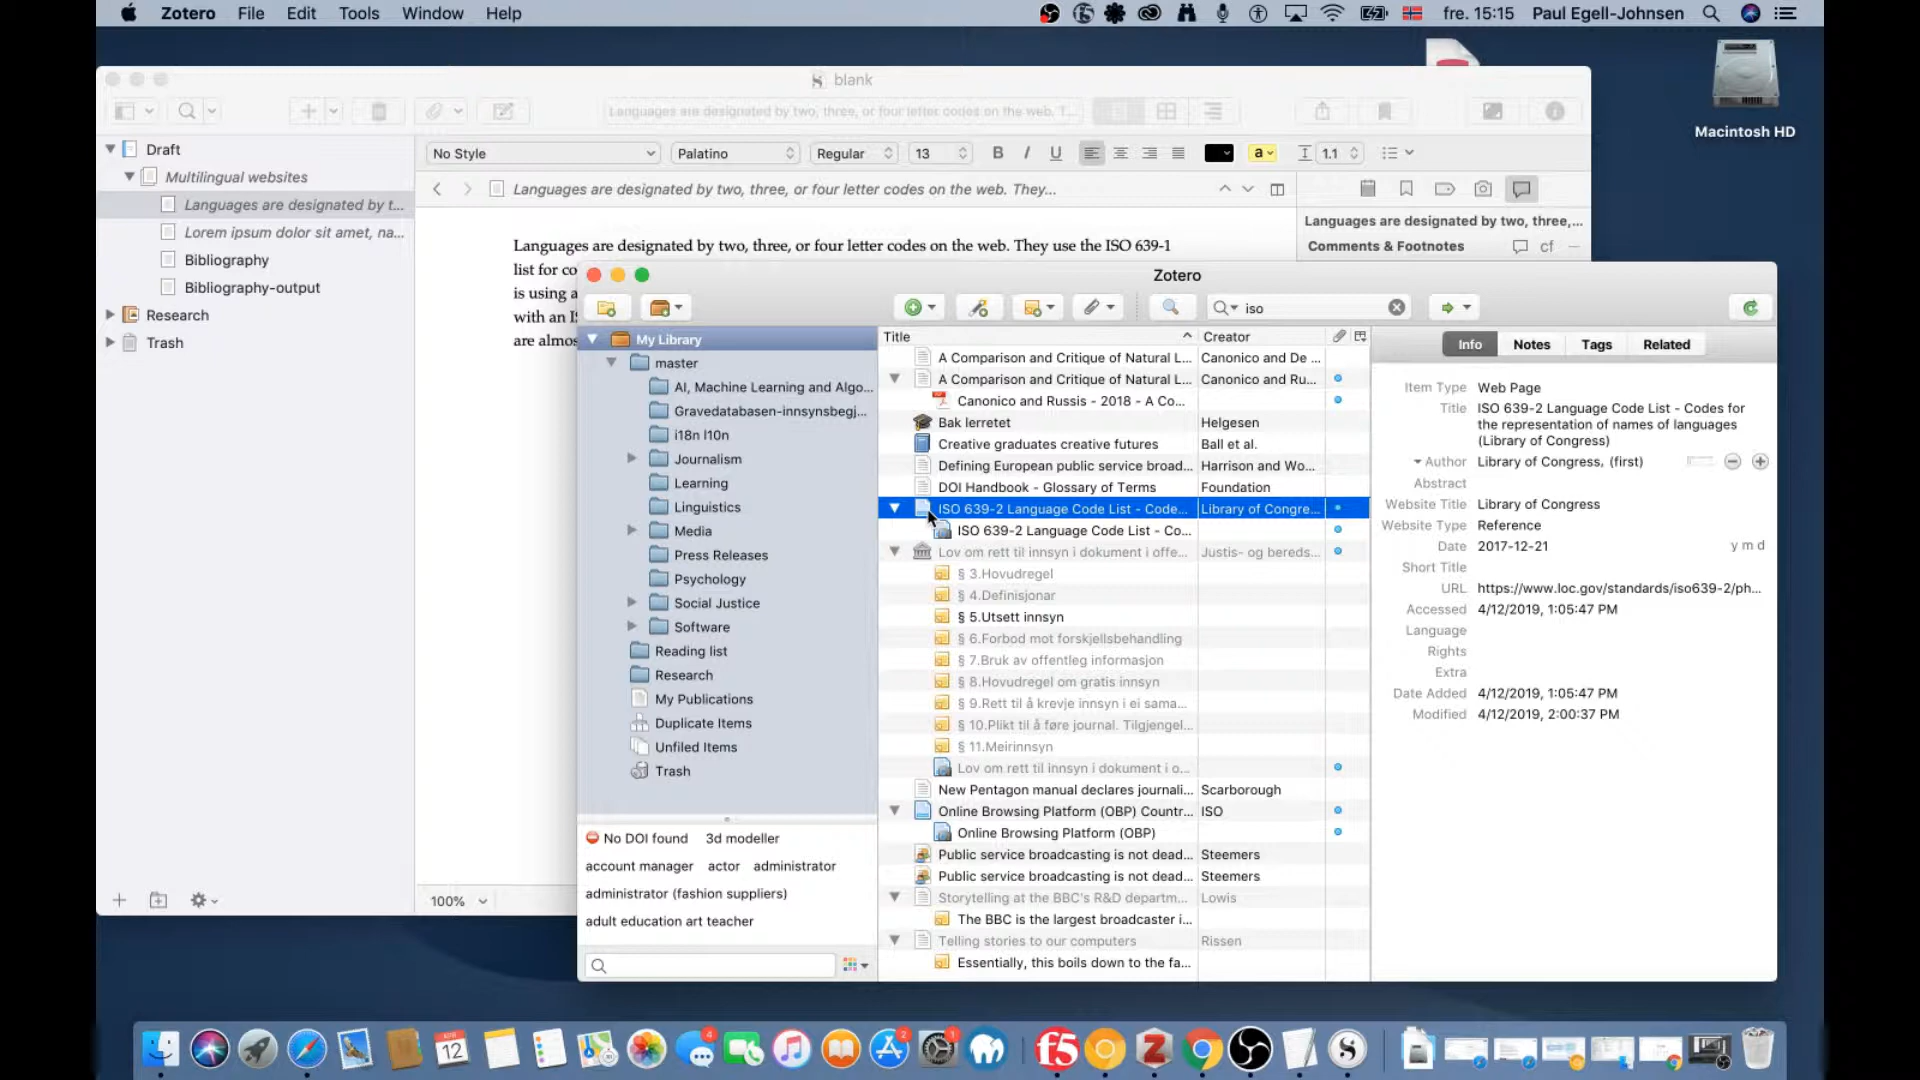 Zotero File Edit Tools Window Help
fre. 15:15 Paul Egell-Johnsen
Macintosh HD
blank
Languages are designated by two, three, or four letter codes on the web. T...
No Style Palatino Regular 13 B I U a 1.1
Draft
Multilingual websites
Languages are designated by t...
Lorem ipsum dolor sit amet, na...
Bibliography
Bibliography-output
Research
Trash
Languages are designated by two, three, or four letter codes on the web. They...
Languages are designated by two, three, or four letter codes on the web. They use the ISO 639-1
list for co
is using a
with an I
are almos
Languages are designated by two, three,...
Comments & Footnotes cf
100%
Zotero
iso
My Library
master
AI, Machine Learning and Algo...
Gravedatabasen-innsynsbegj...
i18n l10n
Journalism
Learning
Linguistics
Media
Press Releases
Psychology
Social Justice
Software
Reading list
Research
My Publications
Duplicate Items
Unfiled Items
Trash
No DOI found 3d modeller
account manager actor administrator
administrator (fashion suppliers)
adult education art teacher
Title Creator
A Comparison and Critique of Natural L... Canonico and De ...
A Comparison and Critique of Natural L... Canonico and Ru...
Canonico and Russis - 2018 - A Co...
Bak lerretet Helgesen
Creative graduates creative futures Ball et al.
Defining European public service broad... Harrison and Wo...
DOI Handbook - Glossary of Terms Foundation
ISO 639-2 Language Code List - Code... Library of Congre...
ISO 639-2 Language Code List - Co...
Lov om rett til innsyn i dokument i offe... Justis- og bereds...
§ 3.Hovudregel
§ 4.Definisjonar
§ 5.Utsett innsyn
§ 6.Forbod mot forskjellsbehandling
§ 7.Bruk av offentleg informasjon
§ 8.Hovudregel om gratis innsyn
§ 9.Rett til å krevje innsyn i ei sama...
§ 10.Plikt til å føre journal. Tilgjengel...
§ 11.Meirinnsyn
Lov om rett til innsyn i dokument i o...
New Pentagon manual declares journali... Scarborough
Online Browsing Platform (OBP) Countr... ISO
Online Browsing Platform (OBP)
Public service broadcasting is not dead... Steemers
Public service broadcasting is not dead... Steemers
Storytelling at the BBC's R&D departm... Lowis
The BBC is the largest broadcaster i...
Telling stories to our computers Rissen
Essentially, this boils down to the fa...
Info Notes Tags Related
Item Type Web Page
Title ISO 639-2 Language Code List - Codes for
the representation of names of languages
(Library of Congress)
Author Library of Congress, (first)
Abstract
Website Title Library of Congress
Website Type Reference
Date 2017-12-21 y m d
Short Title
URL https://www.loc.gov/standards/iso639-2/ph...
Accessed 4/12/2019, 1:05:47 PM
Language
Rights
Extra
Date Added 4/12/2019, 1:05:47 PM
Modified 4/12/2019, 2:00:37 PM
12 4 2 1 f5